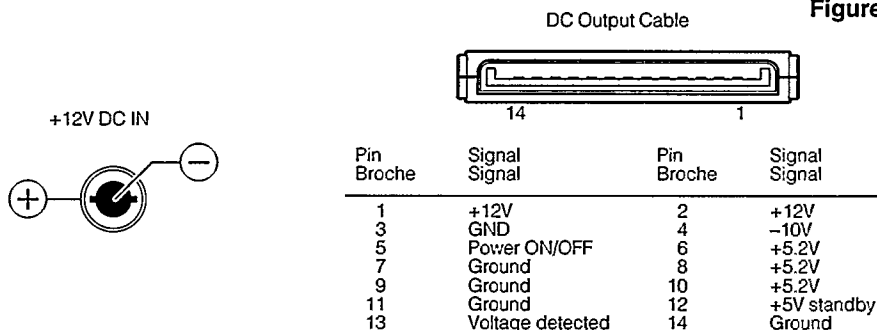 Figure
DC Output Cable
14 1
+12V DC IN
+
−
Pin Signal Pin Signal
Broche Signal Broche Signal
1 +12V 2 +12V
3 GND 4 −10V
5 Power ON/OFF 6 +5.2V
7 Ground 8 +5.2V
9 Ground 10 +5.2V
11 Ground 12 +5V standby
13 Voltage detected 14 Ground